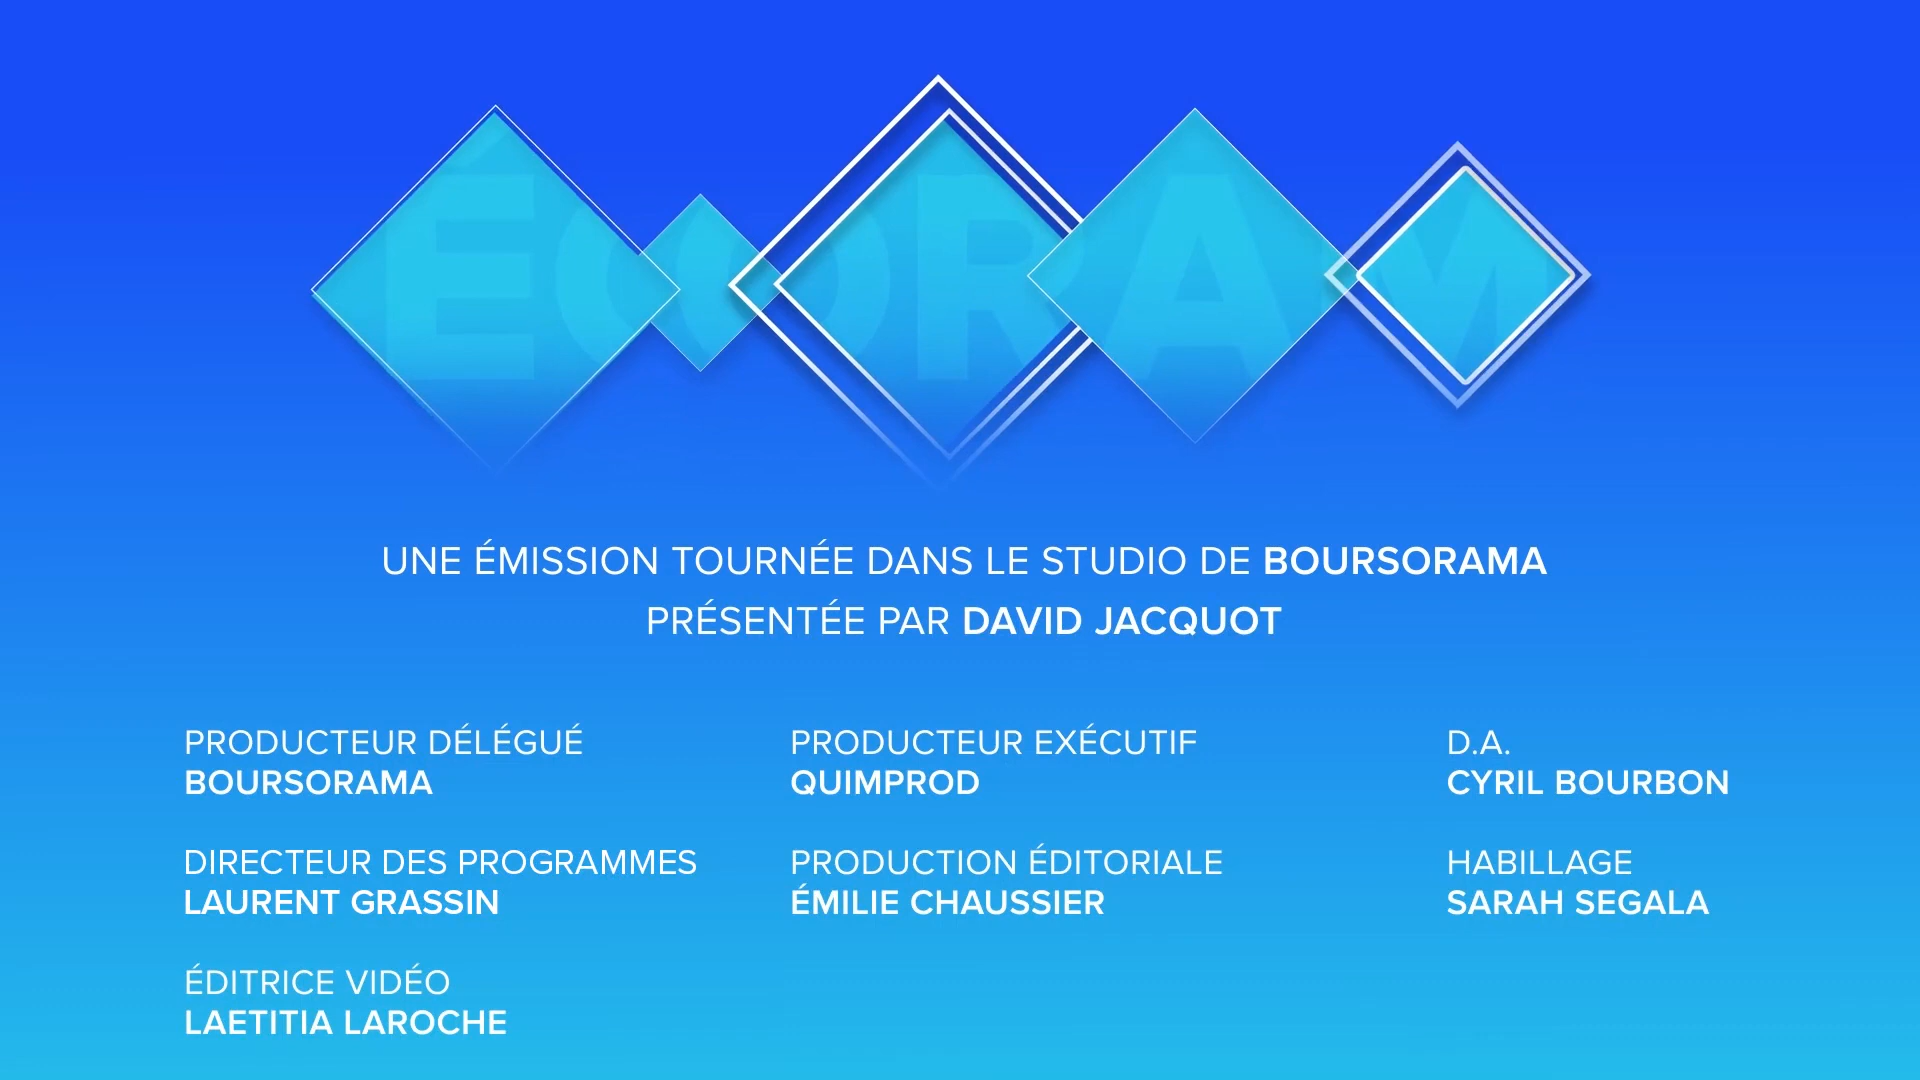 ÉCORAM
UNE ÉMISSION TOURNÉE DANS LE STUDIO DE BOURSORAMA
PRÉSENTÉE PAR DAVID JACQUOT
PRODUCTEUR DÉLÉGUÉ
BOURSORAMA
DIRECTEUR DES PROGRAMMES
LAURENT GRASSIN
ÉDITRICE VIDÉO
LAETITIA LAROCHE
PRODUCTEUR EXÉCUTIF
QUIMPROD
PRODUCTION ÉDITORIALE
ÉMILIE CHAUSSIER
D.A.
CYRIL BOURBON
HABILLAGE
SARAH SEGALA